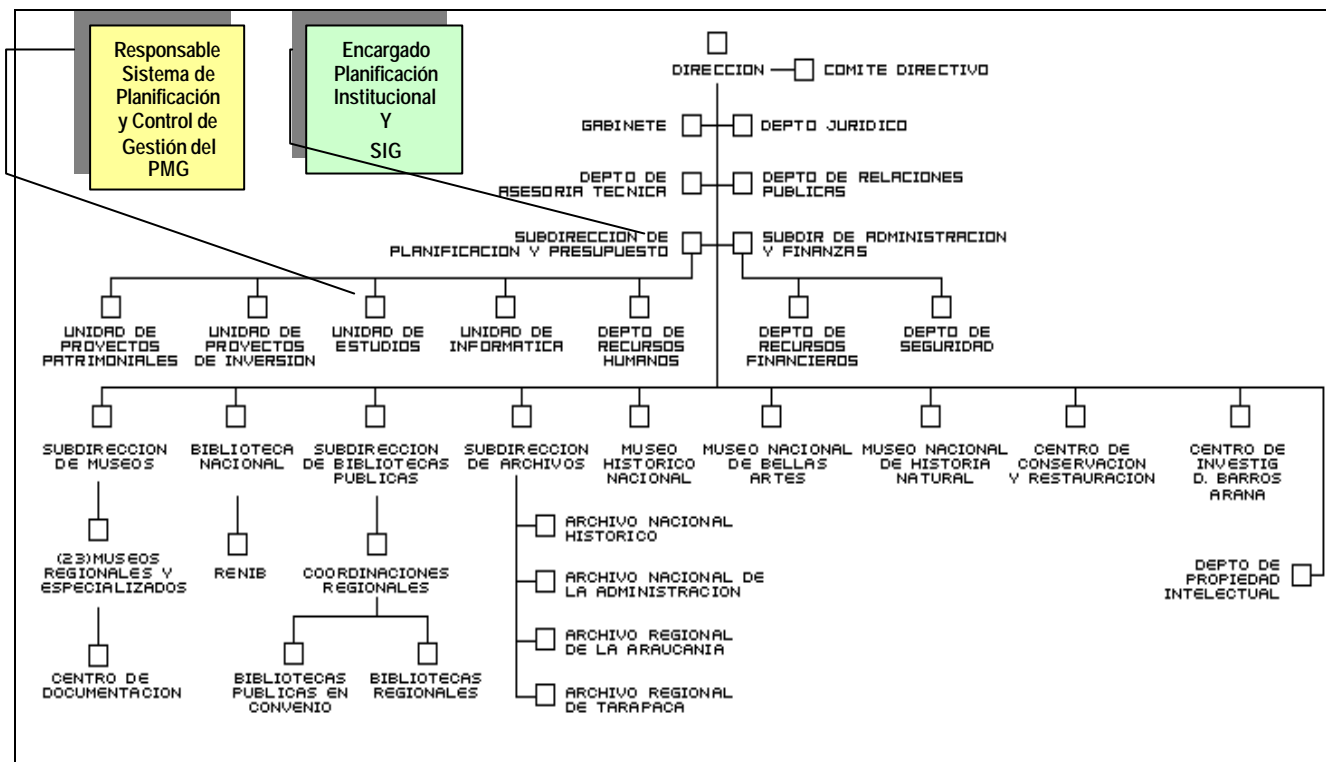 Responsable
Sistema de
Planificación
y Control de
Gestión del
PMG
Encargado
Planificación
Institucional
Y
SIG
DIRECCION
COMITE DIRECTIVO
GABINETE
DEPTO JURIDICO
DEPTO DE
ASESORIA TECNICA
DEPTO DE RELACIONES
PUBLICAS
SUBDIRECCION DE
PLANIFICACION Y PRESUPUESTO
SUBDIR DE ADMINISTRACION
Y FINANZAS
UNIDAD DE
PROYECTOS
PATRIMONIALES
UNIDAD DE
PROYECTOS
DE INVERSION
UNIDAD DE
ESTUDIOS
UNIDAD DE
INFORMATICA
DEPTO DE
RECURSOS
HUMANOS
DEPTO DE
RECURSOS
FINANCIEROS
DEPTO DE
SEGURIDAD
SUBDIRECCION
DE MUSEOS
BIBLIOTECA
NACIONAL
SUBDIRECCION
DE BIBLIOTECAS
PUBLICAS
SUBDIRECCION
DE ARCHIVOS
MUSEO
HISTORICO
NACIONAL
MUSEO NACIONAL
DE BELLAS
ARTES
MUSEO NACIONAL
DE HISTORIA
NATURAL
CENTRO DE
CONSERVACION
Y RESTAURACION
CENTRO DE
INVESTIG
D. BARROS
ARANA
(23)MUSEOS
REGIONALES Y
ESPECIALIZADOS
RENIB
COORDINACIONES
REGIONALES
ARCHIVO NACIONAL
HISTORICO
ARCHIVO NACIONAL DE
LA ADMINISTRACION
ARCHIVO REGIONAL
DE LA ARAUCANIA
ARCHIVO REGIONAL
DE TARAPACA
DEPTO DE
PROPIEDAD
INTELECTUAL
CENTRO DE
DOCUMENTACION
BIBLIOTECAS
PUBLICAS EN
CONVENIO
BIBLIOTECAS
REGIONALES